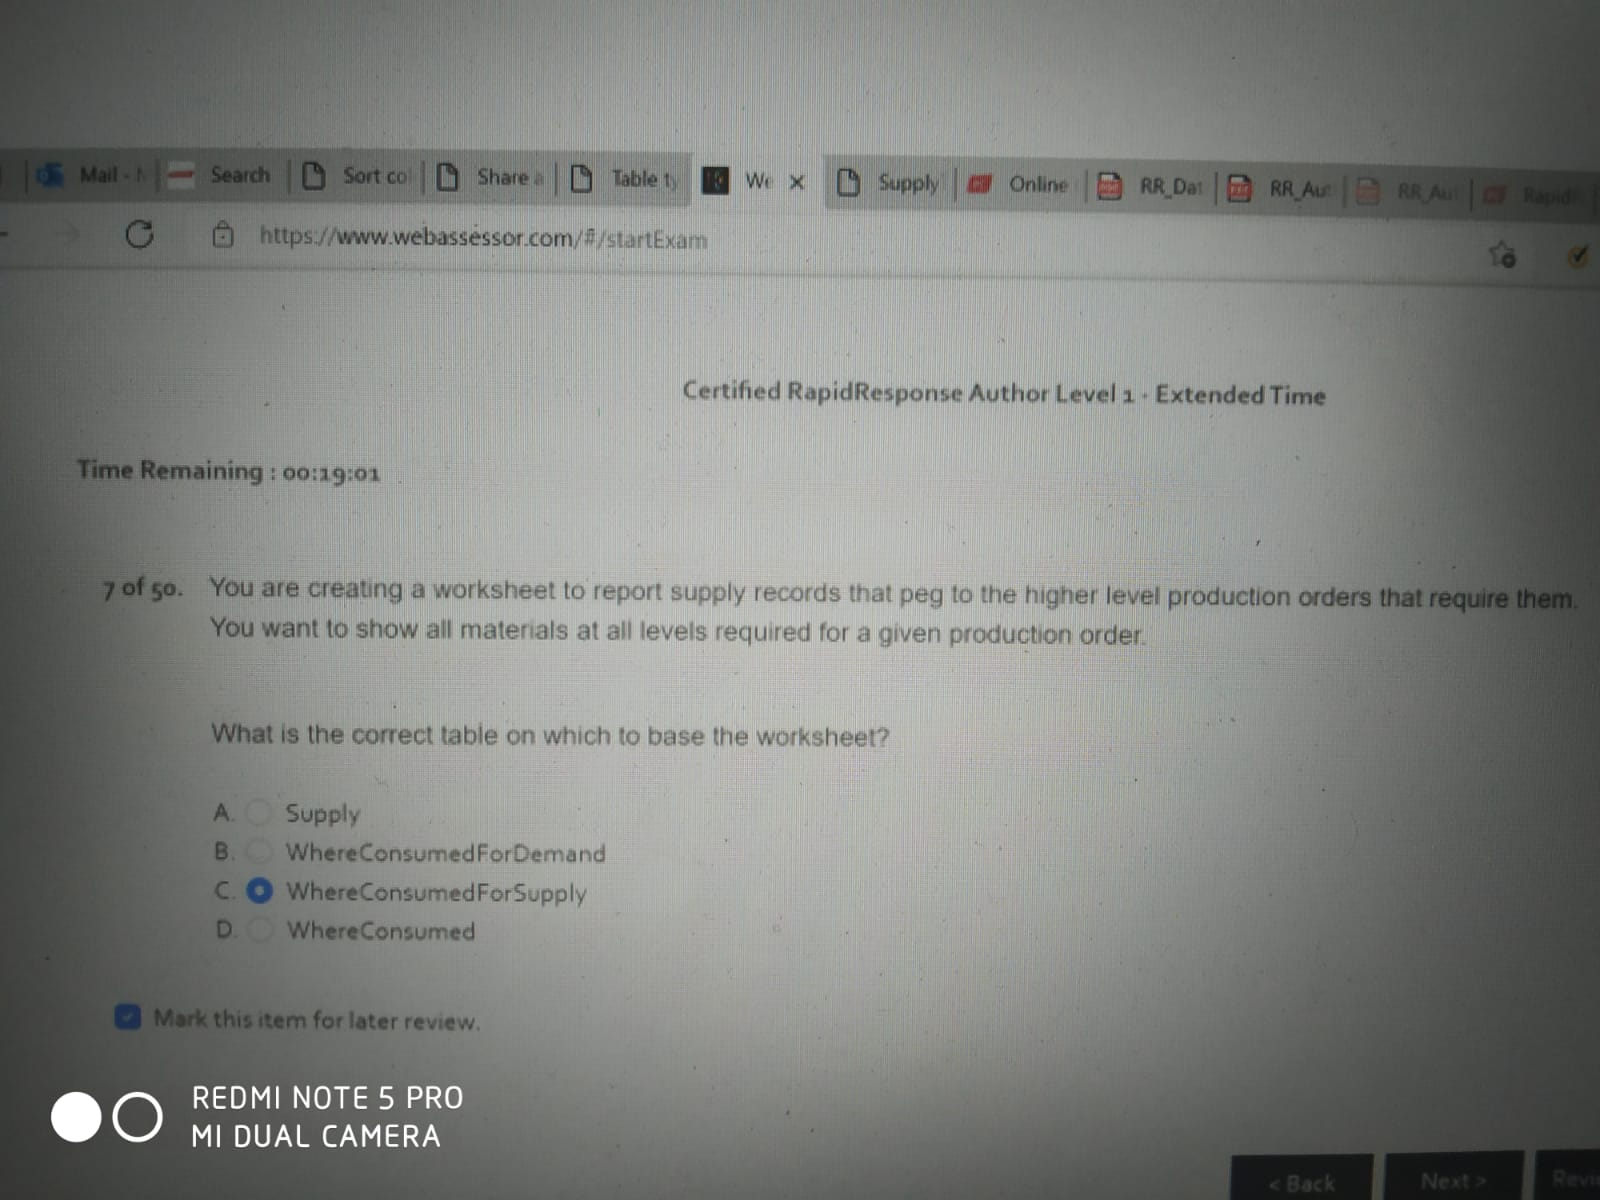 Mail - Search Sort co Share a Table ty We Supply Online RR_Dat RR_Aut RR_Aut Rapid
https://www.webassessor.com/#/startExam
Certified RapidResponse Author Level 1 - Extended Time
Time Remaining : 00:19:01
7 of 50. You are creating a worksheet to report supply records that peg to the higher level production orders that require them.
You want to show all materials at all levels required for a given production order.
What is the correct table on which to base the worksheet?
A. Supply
B. WhereConsumedForDemand
C. WhereConsumedForSupply
D. WhereConsumed
Mark this item for later review.
REDMI NOTE 5 PRO
MI DUAL CAMERA
< Back Next >